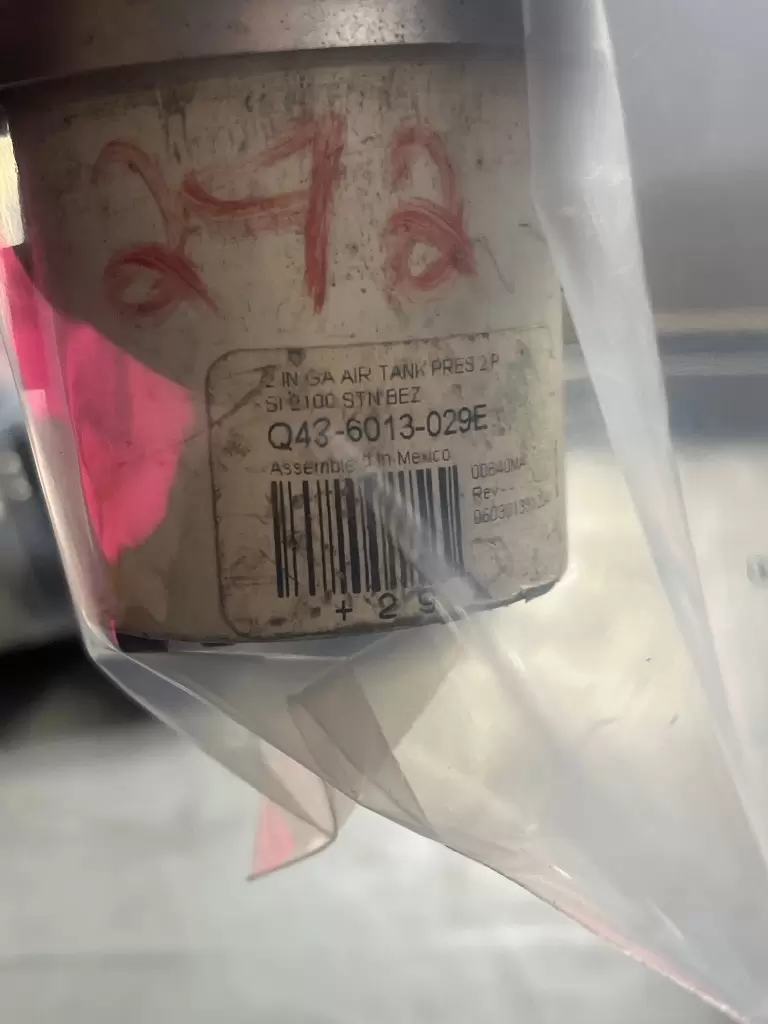 272
2 IN GA AIR TANK PRES 2 P
SI 2100 STN BEZ
Q43-6013-029E
Assembled In Mexico
Rev--
+ 2 9